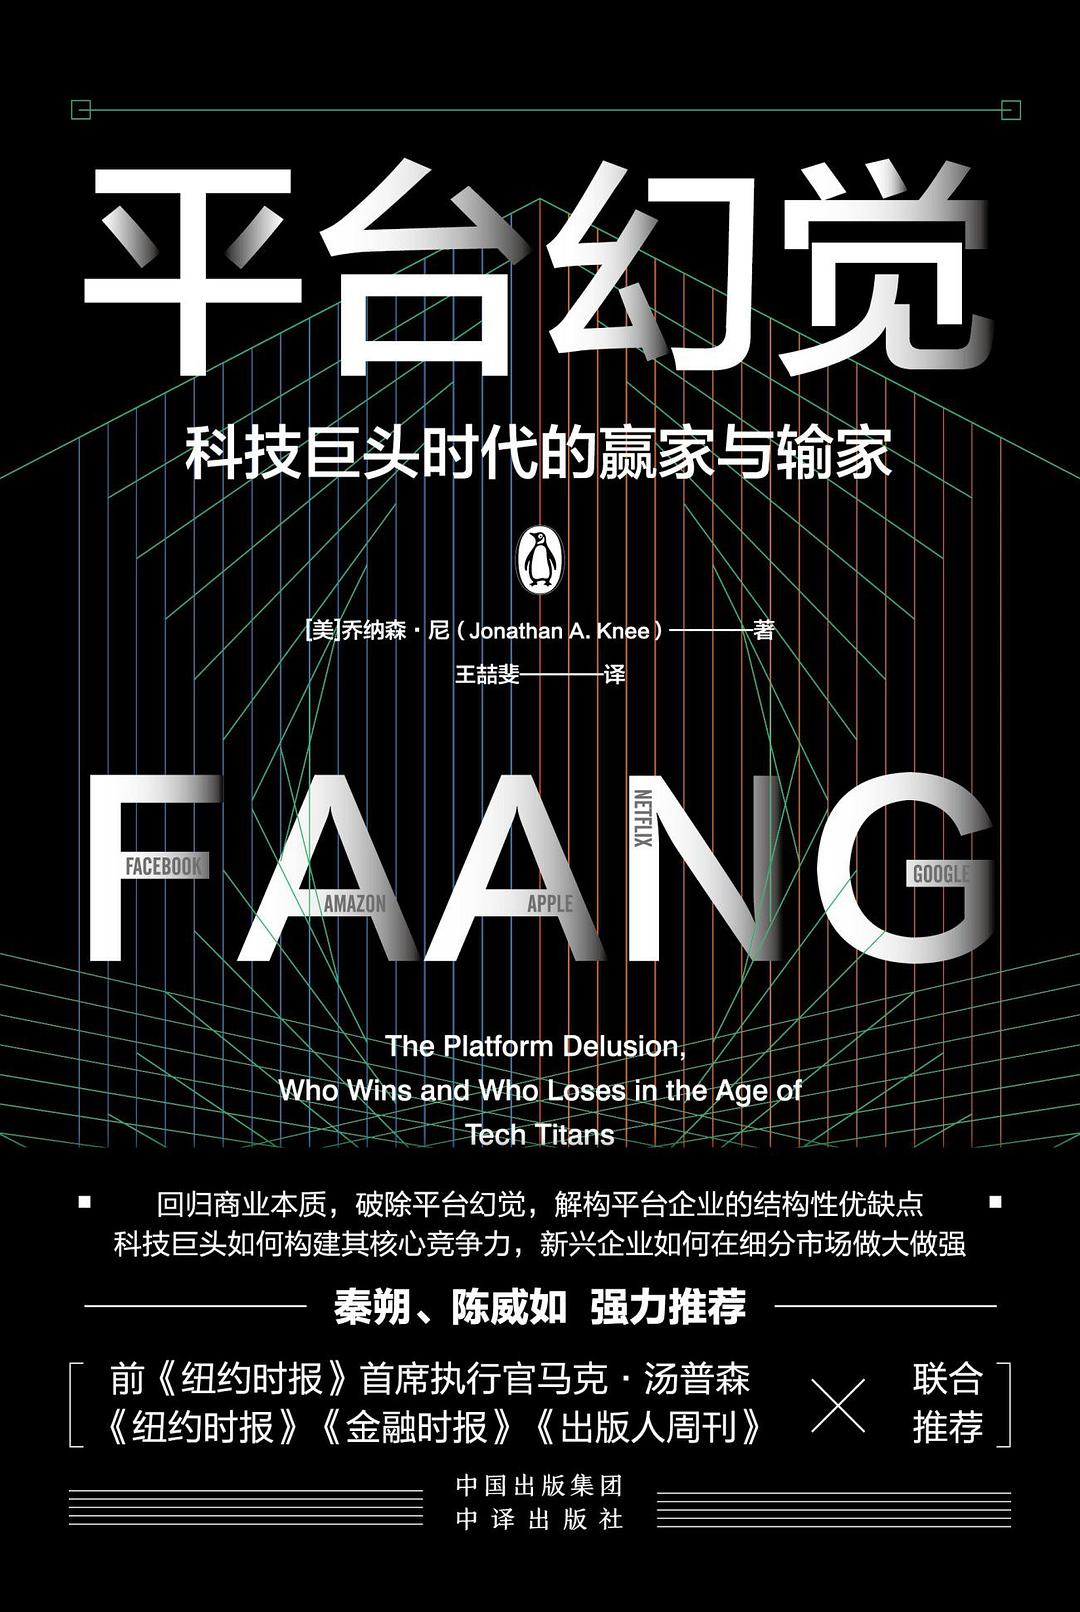 平台幻觉
科技巨头时代的赢家与输家
[美]乔纳森·尼（Jonathan A. Knee）——著
王喆斐——译
FAANG
FACEBOOK
AMAZON
APPLE
NETFLIX
GOOGLE
The Platform Delusion,
Who Wins and Who Loses in the Age of
Tech Titans
回归商业本质，破除平台幻觉，解构平台企业的结构性优缺点
科技巨头如何构建其核心竞争力，新兴企业如何在细分市场做大做强
秦朔、陈威如 强力推荐
前《纽约时报》首席执行官马克·汤普森
《纽约时报》《金融时报》《出版人周刊》
联合
推荐
中国出版集团
中译出版社